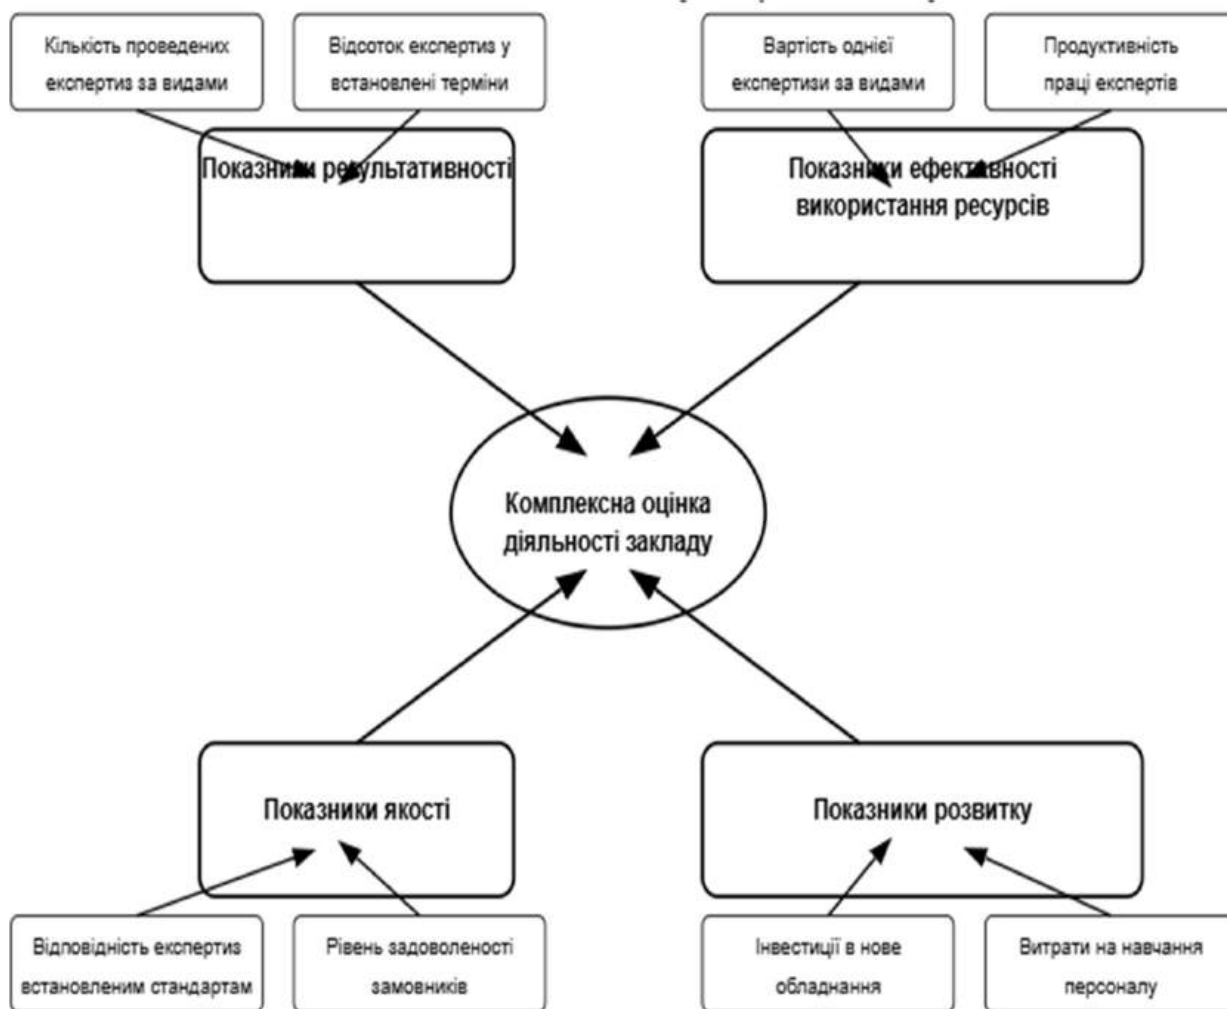 Кількість проведених
експертиз за видами
Відсоток експертиз у
встановлені терміни
Вартість однієї
експертизи за видами
Продуктивність
праці експертів
Показники результативності
Показники ефективності
використання ресурсів
Комплексна оцінка
діяльності закладу
Показники якості
Показники розвитку
Відповідність експертиз
встановленим стандартам
Рівень задоволеності
замовників
Інвестиції в нове
обладнання
Витрати на навчання
персоналу